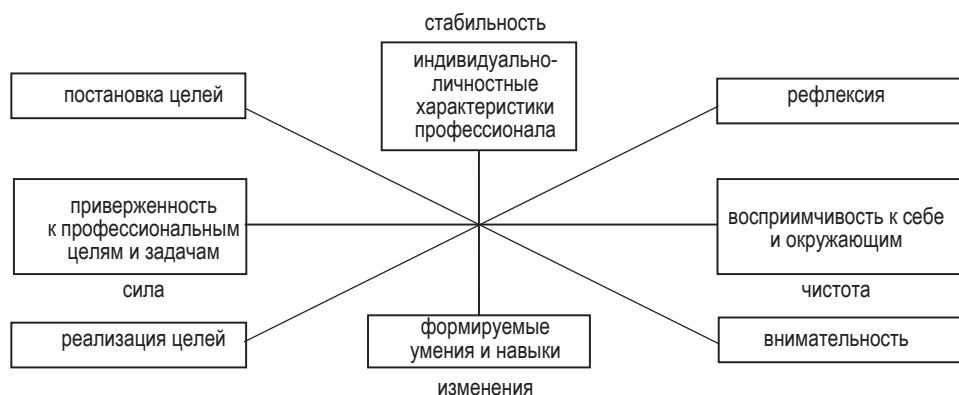 стабильность
индивидуально-
личностные
характеристики
профессионала
постановка целей
рефлексия
приверженность
к профессиональным
целям и задачам
восприимчивость к себе
и окружающим
сила
чистота
реализация целей
формируемые
умения и навыки
внимательность
изменения